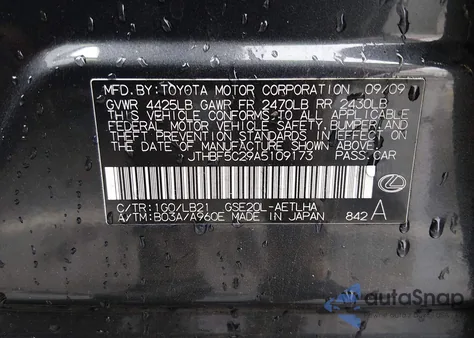 MFD.BY: TOYOTA MOTOR CORPORATION 09/09
GVWR 4425LB GAWR FR 2470LB RR 2430LB
THIS VEHICLE CONFORMS TO ALL APPLICABLE
FEDERAL MOTOR VEHICLE SAFETY, BUMPER, AND
THEFT PREVENTION STANDARDS IN EFFECT ON
THE DATE OF MANUFACTURE SHOWN ABOVE.
JTHBF5C29A5109173 PASS.CAR
C/TR: 1G0/LB21 GSE20L-AETLHA
A/TM: B03A/A960E MADE IN JAPAN 842 A
autoSnap